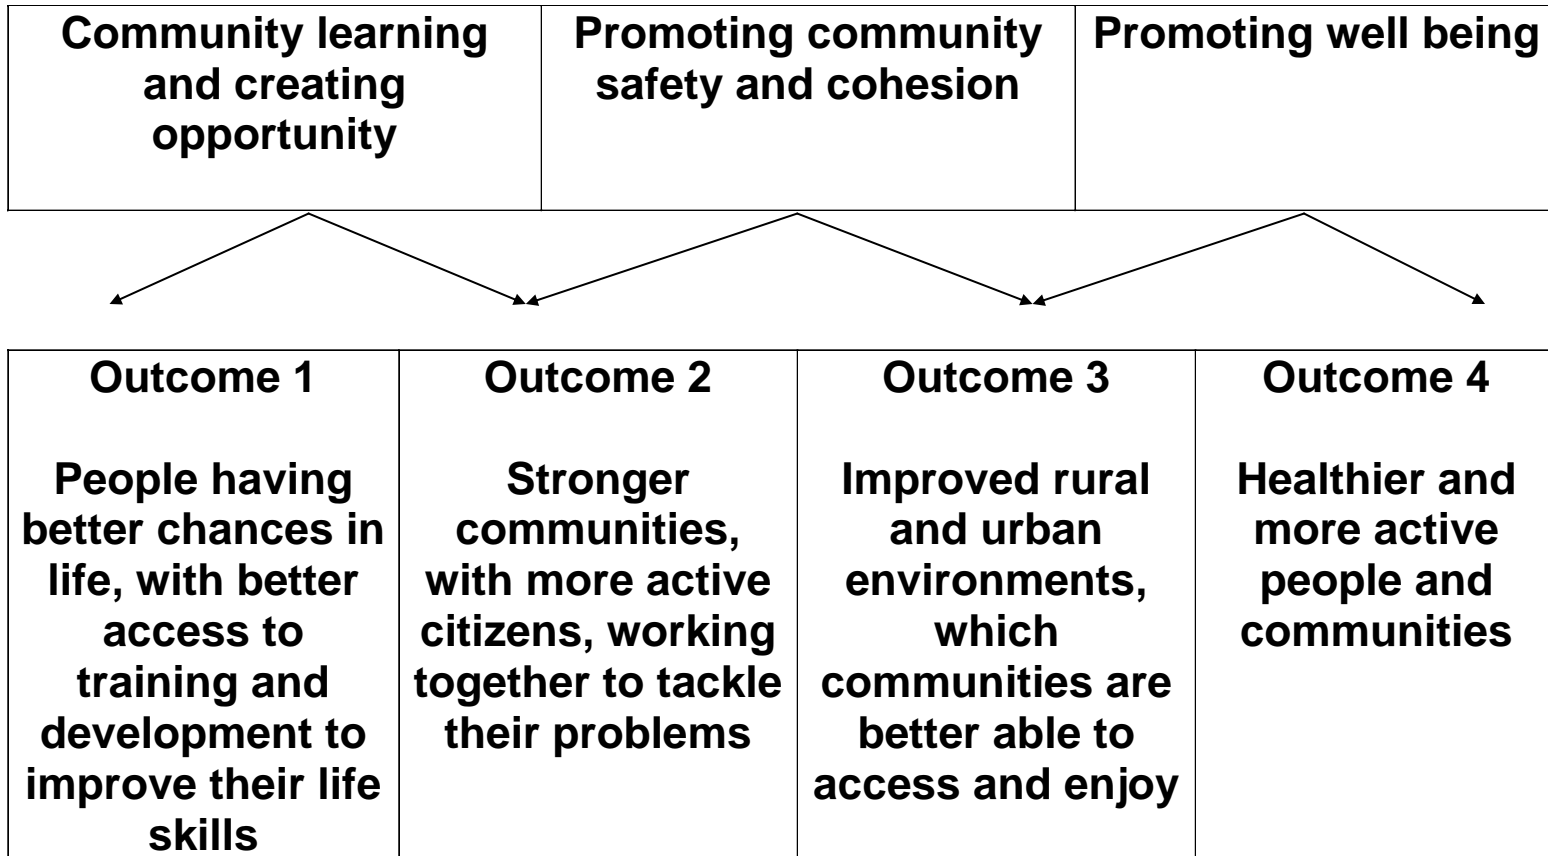 Community learning
and creating
opportunity
Promoting community
safety and cohesion
Promoting well being
Outcome 1
People having
better chances in
life, with better
access to
training and
development to
improve their life
skills
Outcome 2
Stronger
communities,
with more active
citizens, working
together to tackle
their problems
Outcome 3
Improved rural
and urban
environments,
which
communities are
better able to
access and enjoy
Outcome 4
Healthier and
more active
people and
communities